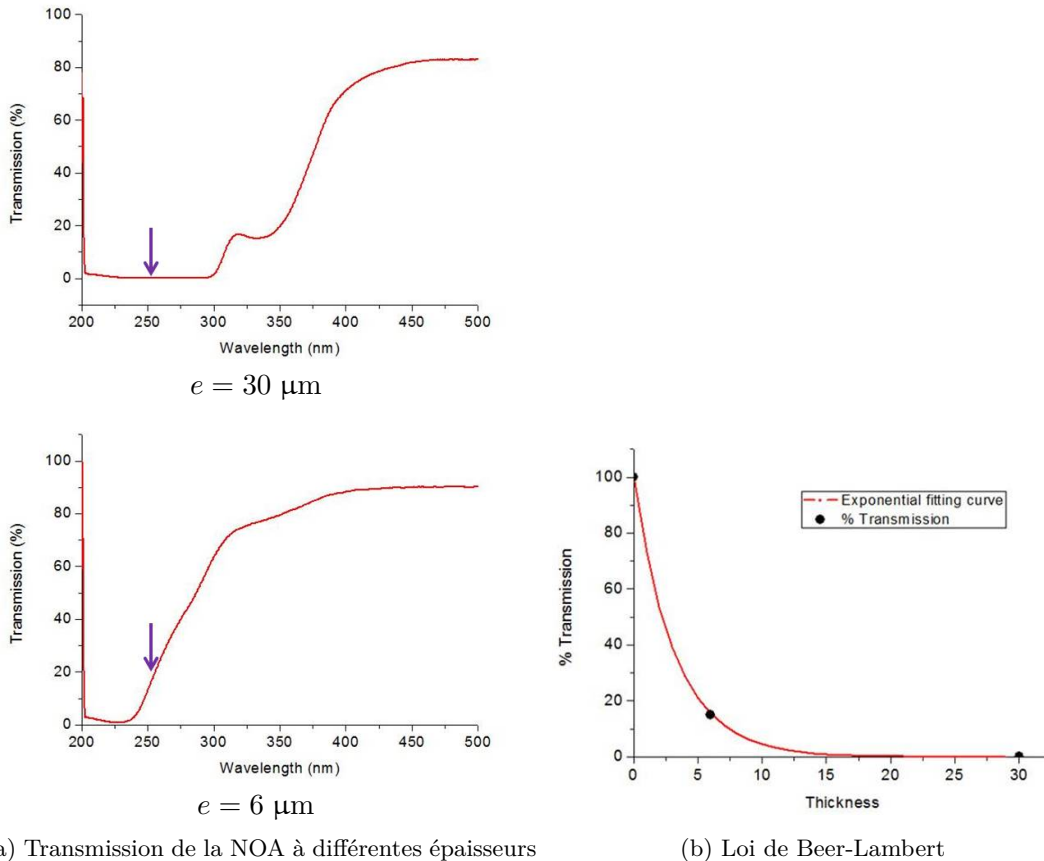 100
80
60
40
20
0
Transmission (%)
200 250 300 350 400 450 500
Wavelength (nm)
e = 30 μm
100
80
60
40
20
0
Transmission (%)
200 250 300 350 400 450 500
Wavelength (nm)
e = 6 μm
a) Transmission de la NOA à différentes épaisseurs
100
80
60
40
20
0
% Transmission
Exponential fitting curve
% Transmission
0 5 10 15 20 25 30
Thickness
(b) Loi de Beer-Lambert